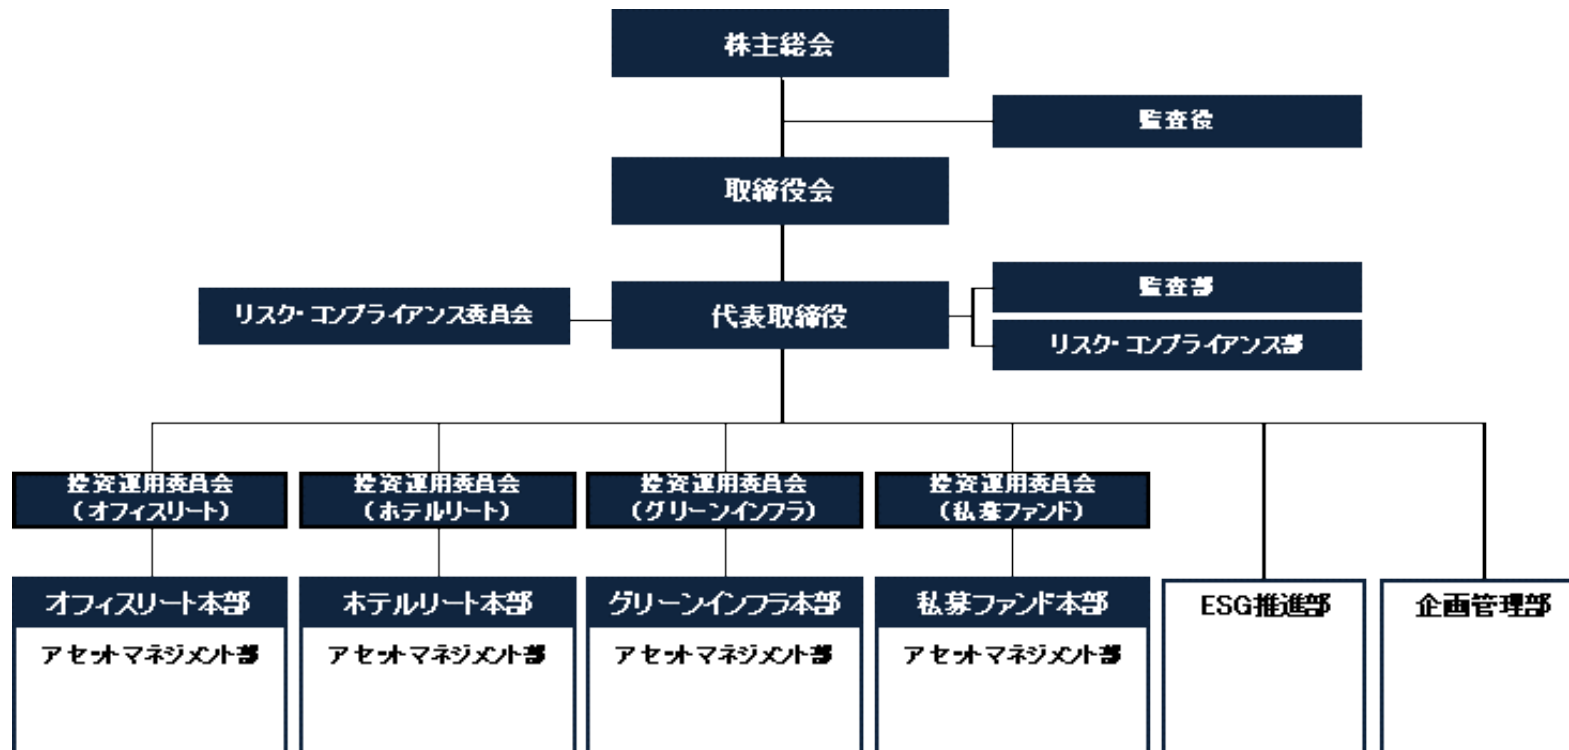 株主総会
監査役
取締役会
監査部
リスク・コンプライアンス委員会
代表取締役
リスク・コンプライアンス部
投資運用委員会
（オフィスリート）
投資運用委員会
（ホテルリート）
投資運用委員会
（グリーンインフラ）
投資運用委員会
（私募ファンド）
オフィスリート本部
ホテルリート本部
グリーンインフラ本部
私募ファンド本部
ESG推進部
企画管理部
アセットマネジメント部
アセットマネジメント部
アセットマネジメント部
アセットマネジメント部